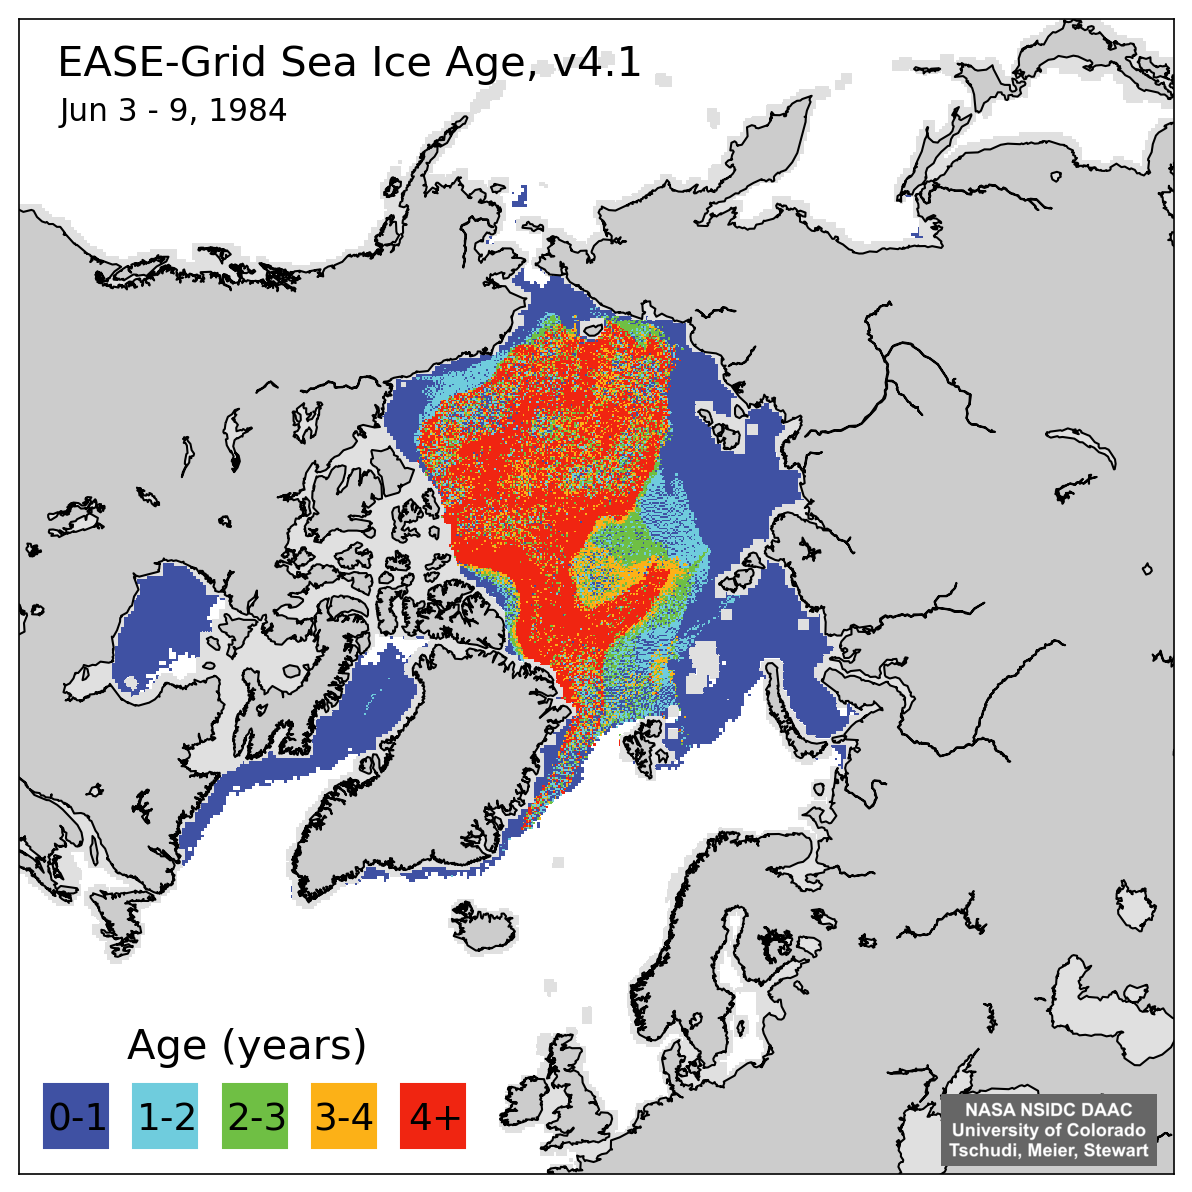 EASE-Grid Sea Ice Age, v4.1
Jun 3 - 9, 1984
Age (years)
0-1 1-2 2-3 3-4 4+
NASA NSIDC DAAC
University of Colorado
Tschudi, Meier, Stewart